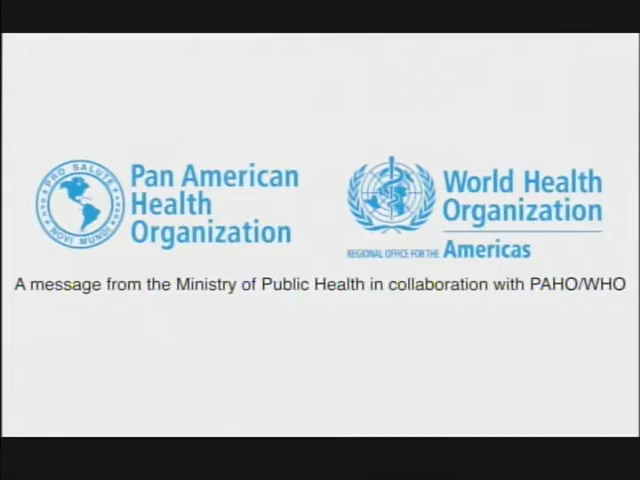 PRO SALUTE
NOVI MUNDI
Pan American
Health
Organization
World Health
Organization
REGIONAL OFFICE FOR THE Americas
A message from the Ministry of Public Health in collaboration with PAHO/WHO